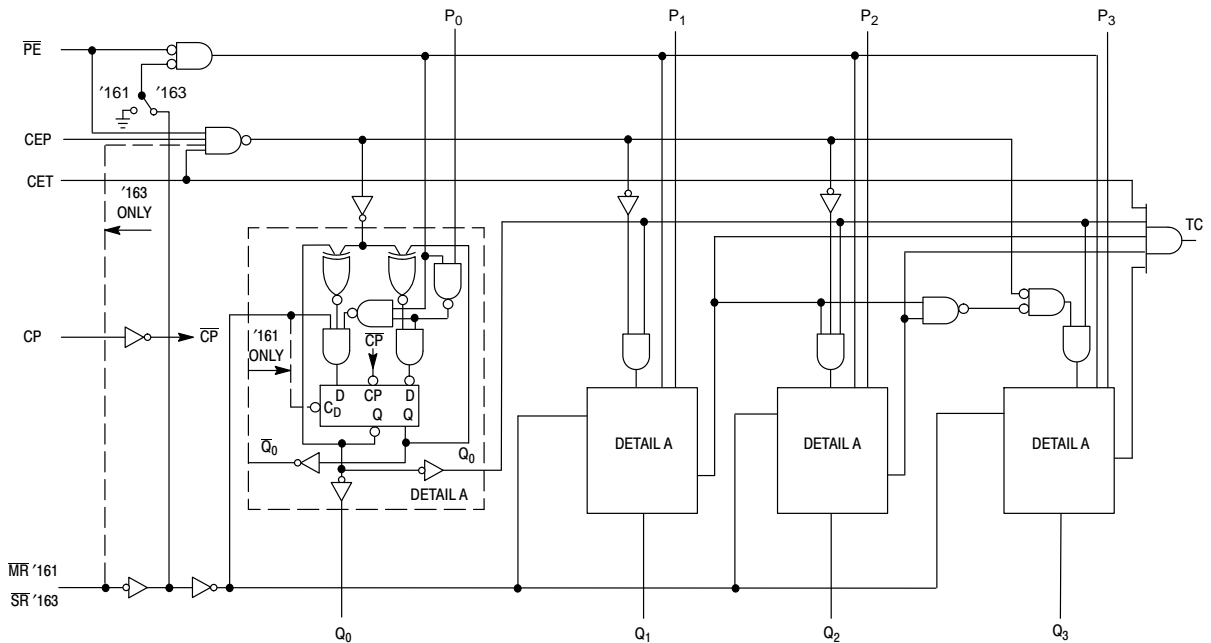 P0 P1 P2 P3
PE
'161 '163
CEP
CET
'163
ONLY
TC
CP CP
'161
ONLY
CP
D CP D
CD Q Q
Q0 Q0
DETAIL A
DETAIL A
DETAIL A
DETAIL A
MR '161
SR '163
Q0 Q1 Q2 Q3